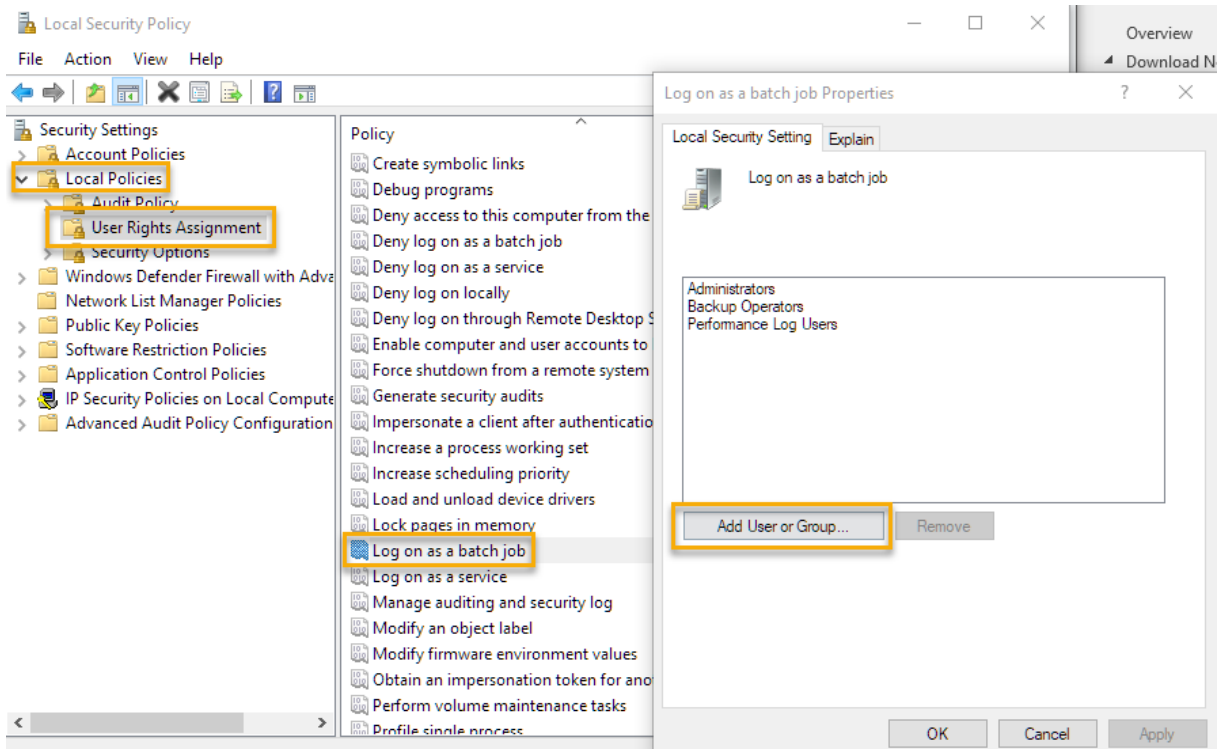 Local Security Policy
File Action View Help
Security Settings
Account Policies
Local Policies
Audit Policy
User Rights Assignment
Security Options
Windows Defender Firewall with Adva
Network List Manager Policies
Public Key Policies
Software Restriction Policies
Application Control Policies
IP Security Policies on Local Compute
Advanced Audit Policy Configuration
Policy
Create symbolic links
Debug programs
Deny access to this computer from the
Deny log on as a batch job
Deny log on as a service
Deny log on locally
Deny log on through Remote Desktop S
Enable computer and user accounts to
Force shutdown from a remote system
Generate security audits
Impersonate a client after authenticatio
Increase a process working set
Increase scheduling priority
Load and unload device drivers
Lock pages in memory
Log on as a batch job
Log on as a service
Manage auditing and security log
Modify an object label
Modify firmware environment values
Obtain an impersonation token for ano
Perform volume maintenance tasks
Profile single process
Overview
Download N
Log on as a batch job Properties
Local Security Setting Explain
Log on as a batch job
Administrators
Backup Operators
Performance Log Users
Add User or Group... Remove
OK Cancel Apply